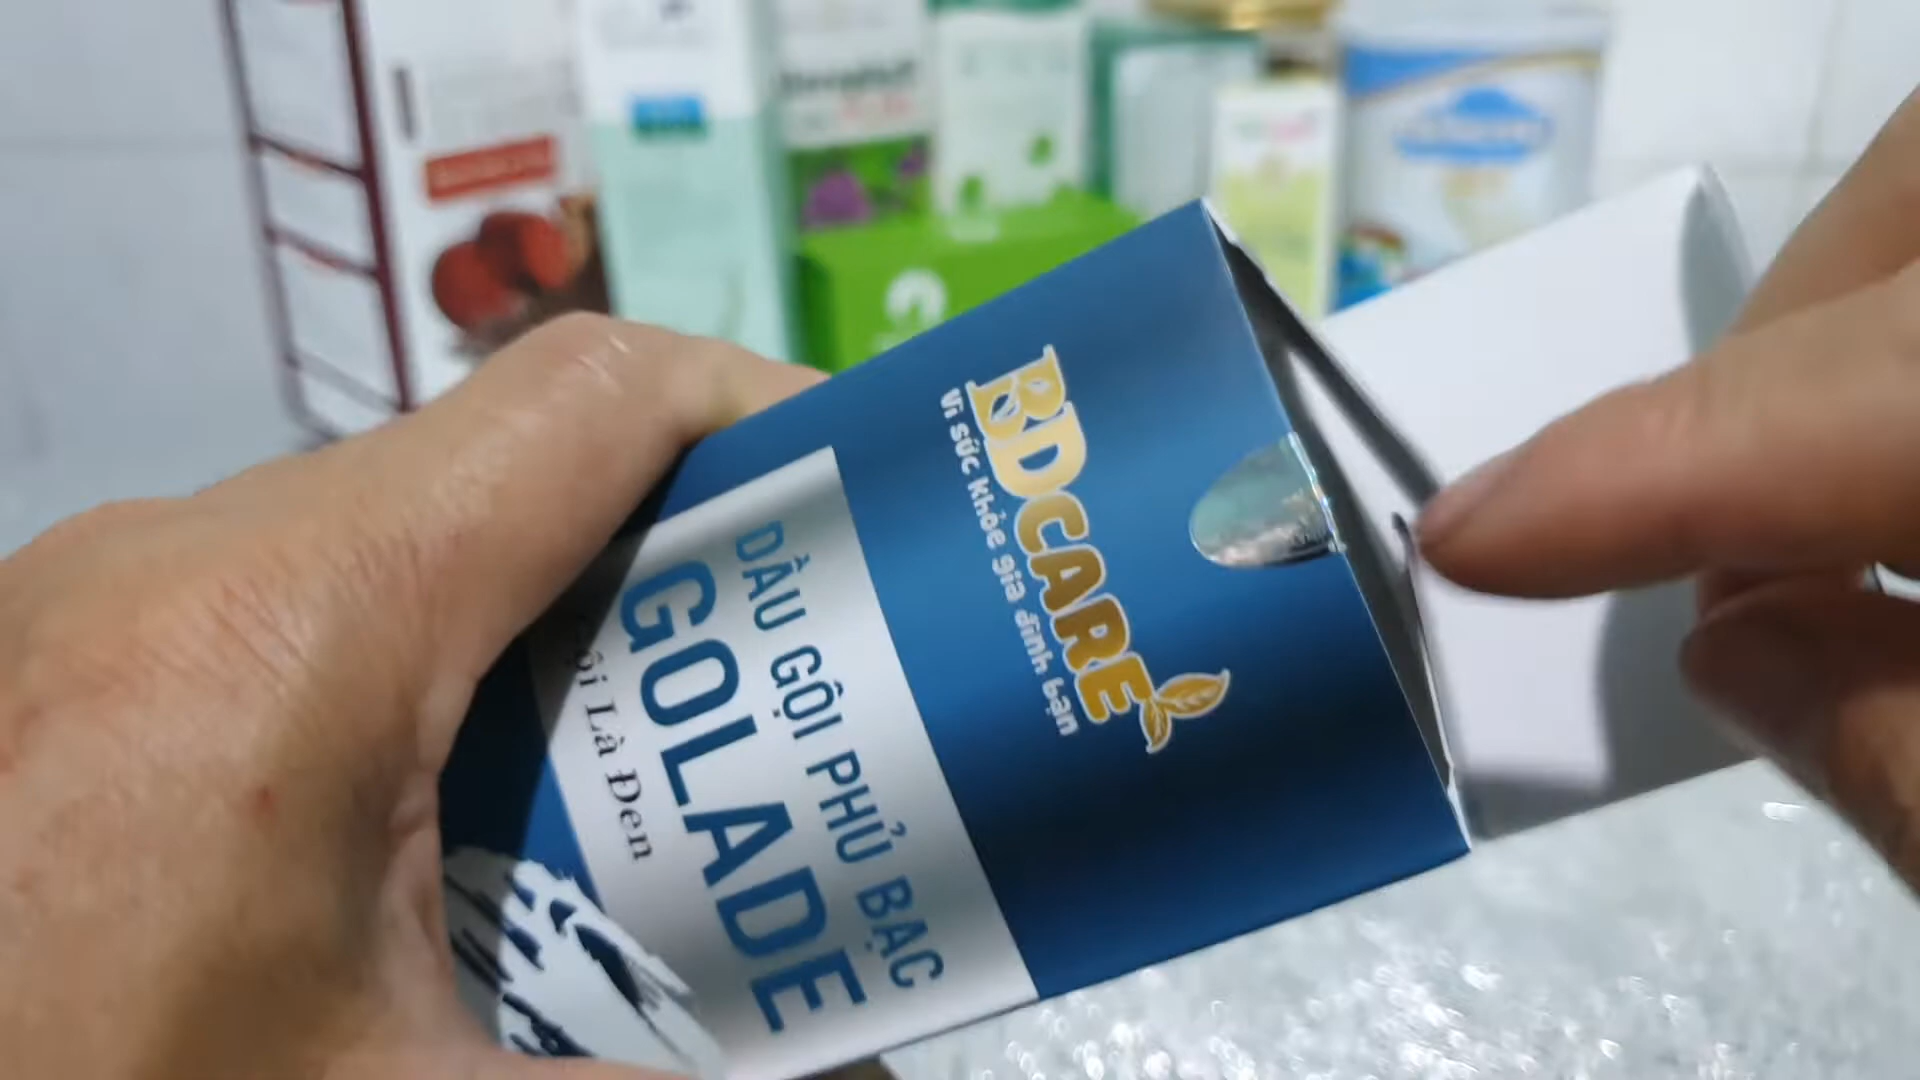 BDCARE
Vì sức khỏe gia đình bạn
DẦU GỘI PHỦ BẠC
GOLADE
Là Đen